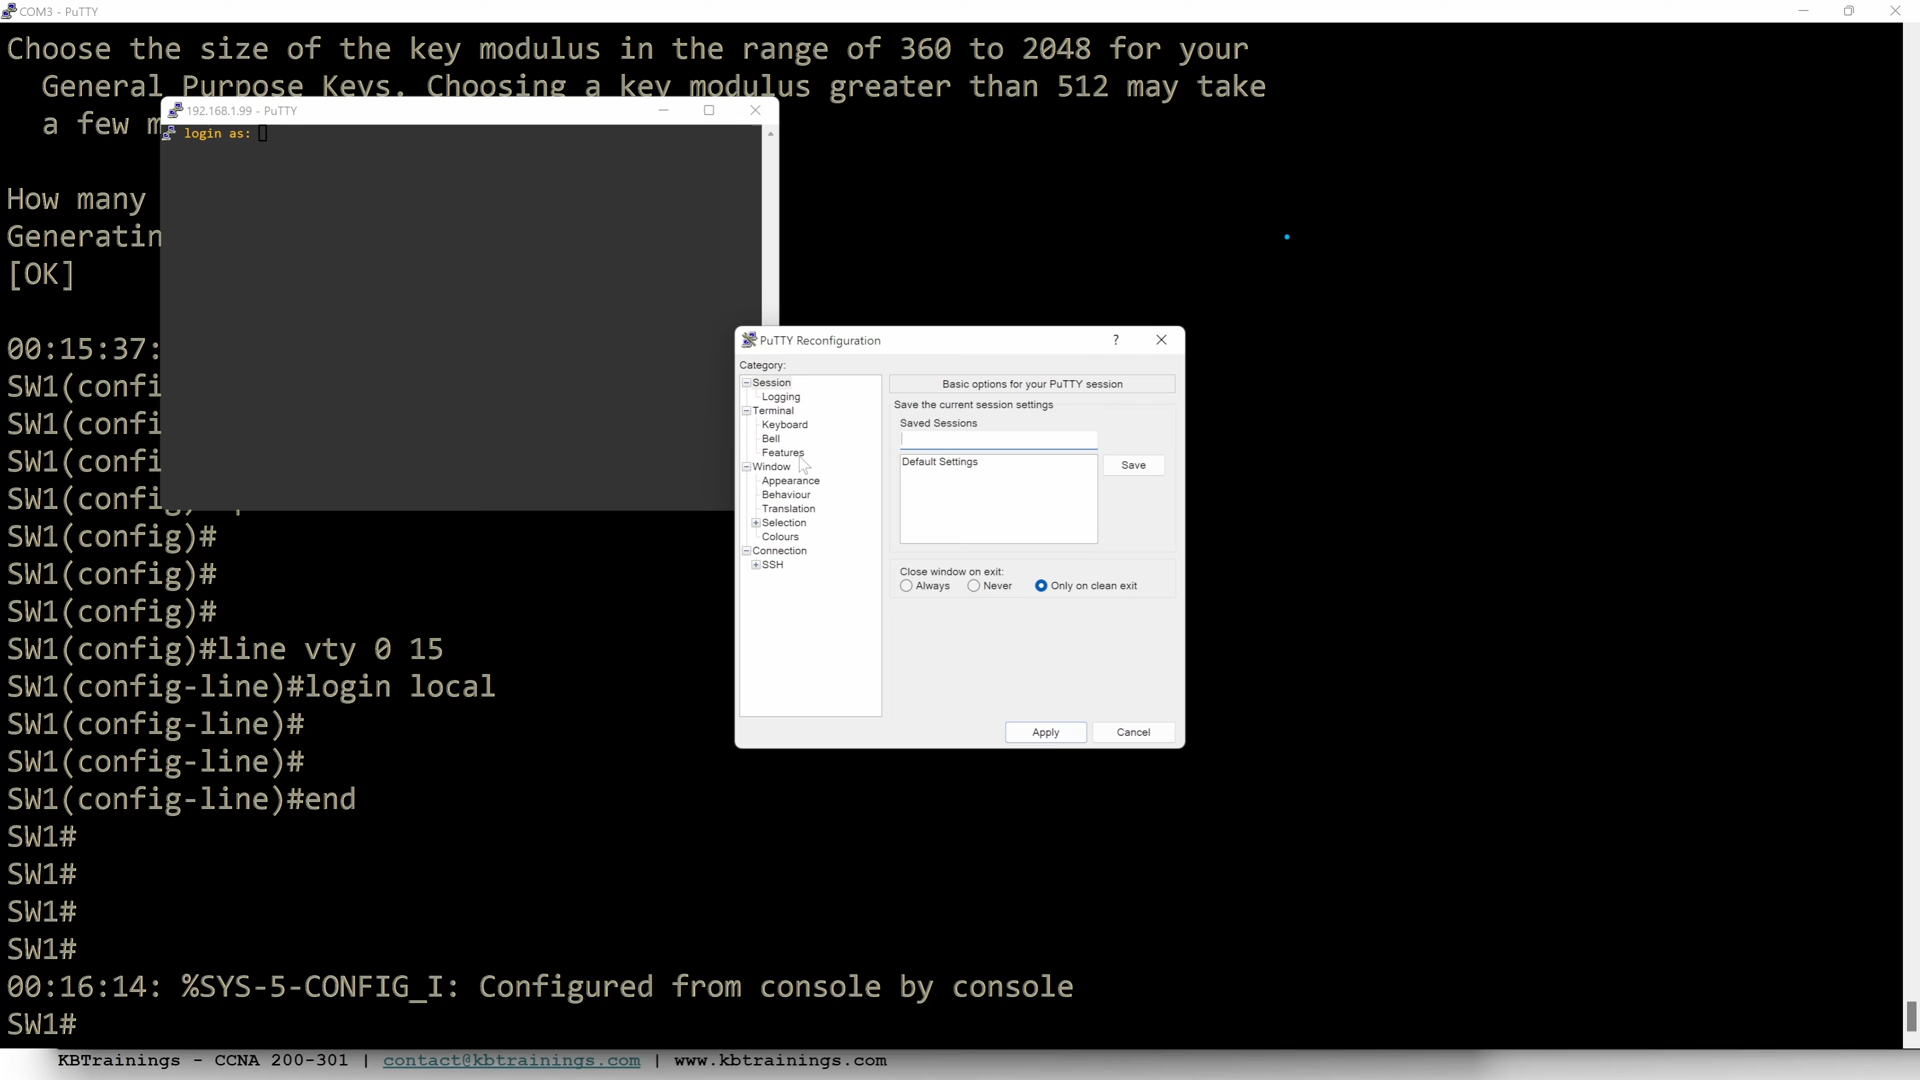 COM3 - PuTTY
Choose the size of the key modulus in the range of 360 to 2048 for your
General Purpose Keys. Choosing a key modulus greater than 512 may take
a few
192.168.1.99 - PuTTY
login as:
How many
Generatin
[OK]
00:15:37:
SW1(confi
SW1(confi
SW1(confi
SW1(config
SW1(config)#
SW1(config)#
SW1(config)#
SW1(config)#line vty 0 15
SW1(config-line)#login local
SW1(config-line)#
SW1(config-line)#
SW1(config-line)#end
SW1#
SW1#
SW1#
SW1#
00:16:14: %SYS-5-CONFIG_I: Configured from console by console
SW1#
PuTTY Reconfiguration
?
Category:
Session
Logging
Terminal
Keyboard
Bell
Features
Window
Appearance
Behaviour
Translation
Selection
Colours
Connection
SSH
Basic options for your PuTTY session
Save the current session settings
Saved Sessions
Default Settings
Save
Close window on exit:
Always Never Only on clean exit
Apply Cancel
KBTrainings - CCNA 200-301 | contact@kbtrainings.com | www.kbtrainings.com